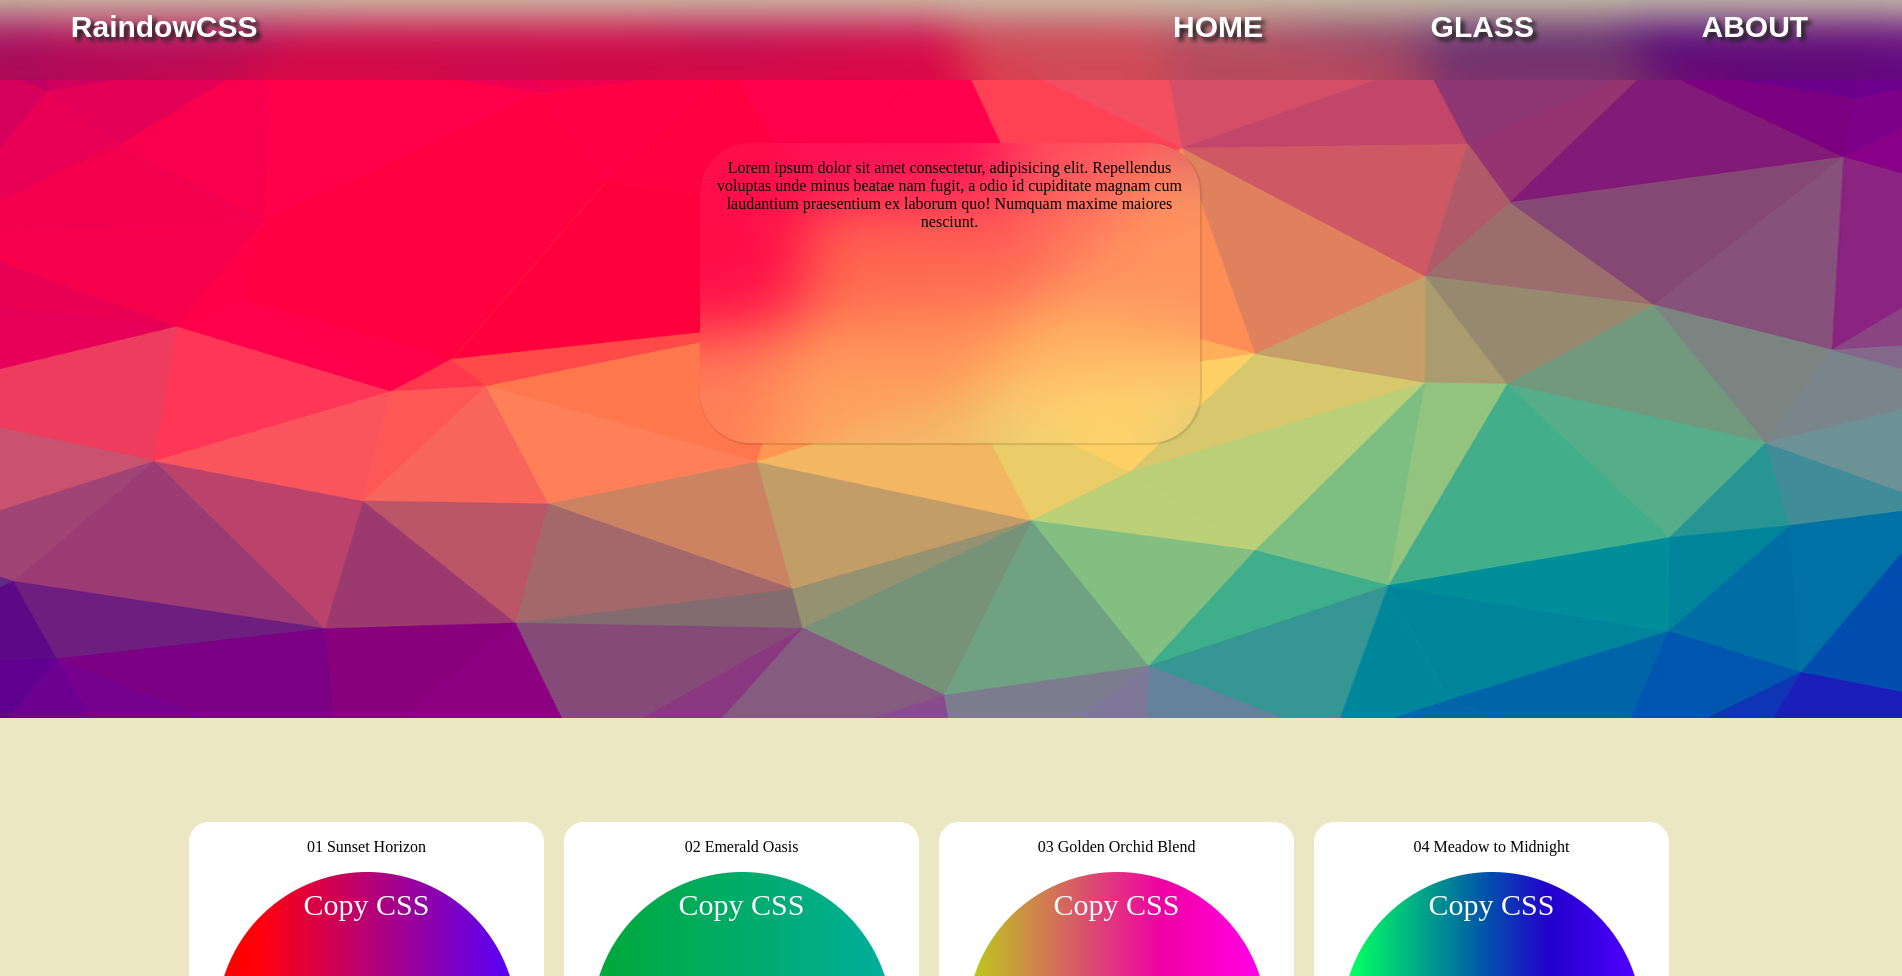 RaindowCSS
HOME
GLASS
ABOUT
Lorem ipsum dolor sit amet consectetur, adipisicing elit. Repellendus
voluptas unde minus beatae nam fugit, a odio id cupiditate magnam cum
laudantium praesentium ex laborum quo! Numquam maxime maiores
nesciunt.
01 Sunset Horizon
Copy CSS
02 Emerald Oasis
Copy CSS
03 Golden Orchid Blend
Copy CSS
04 Meadow to Midnight
Copy CSS